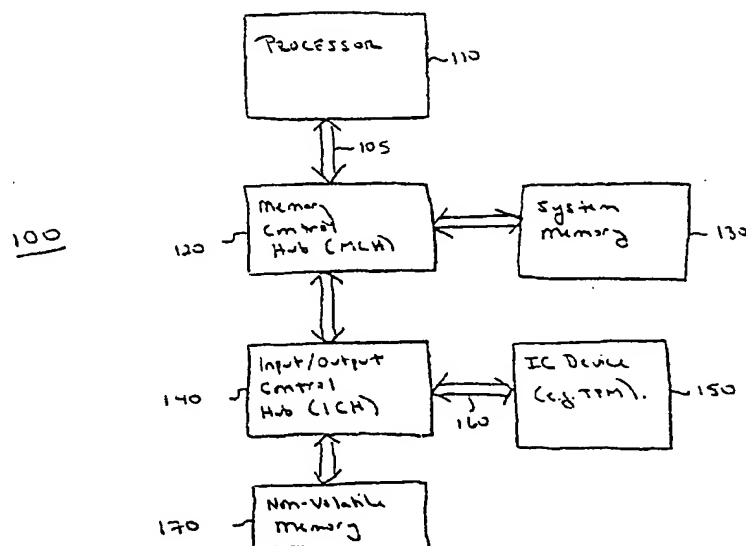 PROCESSOR
110
105
100
Memory
Control
Hub (MCH)
120
System
Memory
130
Input/Output
Control
Hub (ICH)
140
IC Device
(e.g. TPM).
150
160
Non-Volatile
Memory
170